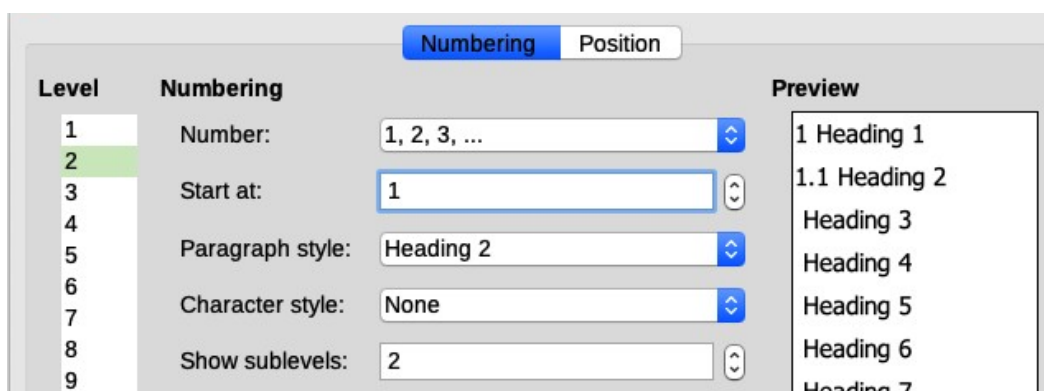 Numbering Position
Level Numbering Preview
1
2
3
4
5
6
7
8
9
Number: 1, 2, 3, ...
Start at: 1
Paragraph style: Heading 2
Character style: None
Show sublevels: 2
1 Heading 1
1.1 Heading 2
Heading 3
Heading 4
Heading 5
Heading 6
Heading 7